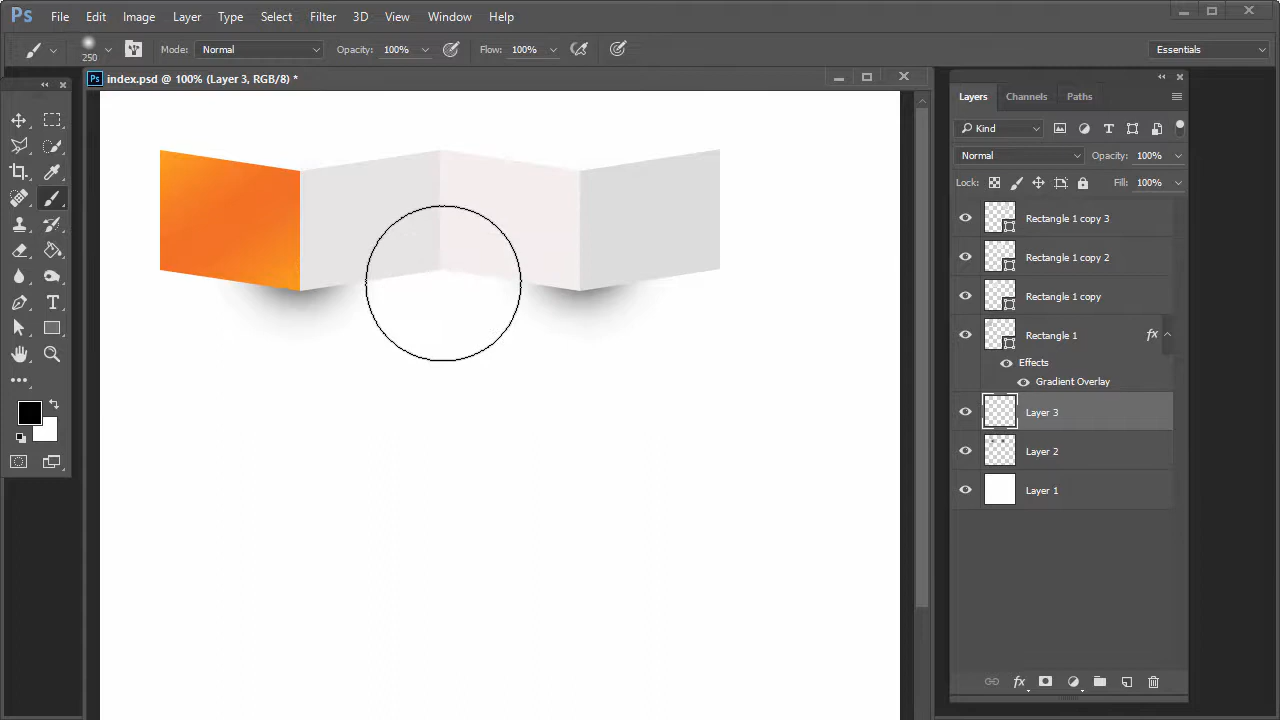 Ps File Edit Image Layer Type Select Filter 3D View Window Help
250 Mode: Normal Opacity: 100% Flow: 100% Essentials
Ps index.psd @ 100% (Layer 3, RGB/8) *
Layers Channels Paths
Kind
Normal Opacity: 100%
Lock: Fill: 100%
Rectangle 1 copy 3
Rectangle 1 copy 2
Rectangle 1 copy
Rectangle 1 fx
Effects
Gradient Overlay
Layer 3
Layer 2
Layer 1
fx